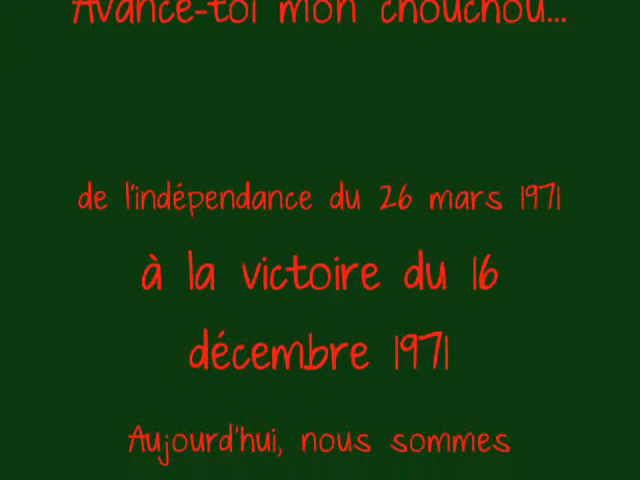 Avance-toi mon chouchou...
de l'indépendance du 26 mars 1971
à la victoire du 16
décembre 1971
Aujourd'hui, nous sommes